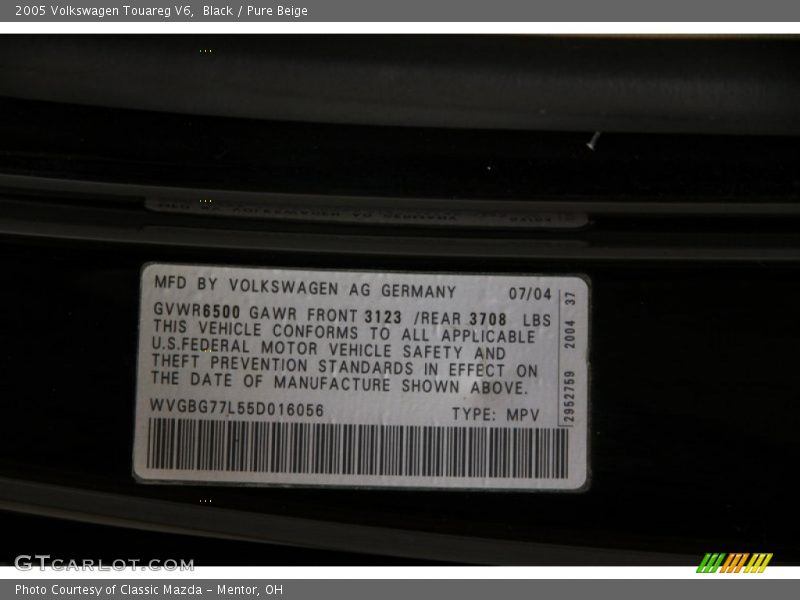 2005 Volkswagen Touareg V6, Black / Pure Beige
MFD BY VOLKSWAGEN AG GERMANY 07/04
GVWR6500 GAWR FRONT 3123 /REAR 3708 LBS
THIS VEHICLE CONFORMS TO ALL APPLICABLE
U.S.FEDERAL MOTOR VEHICLE SAFETY AND
THEFT PREVENTION STANDARDS IN EFFECT ON
THE DATE OF MANUFACTURE SHOWN ABOVE.
WVGBG77L55D016056 TYPE: MPV
2952759 2004 37
GTCARLOT.COM
Photo Courtesy of Classic Mazda - Mentor, OH